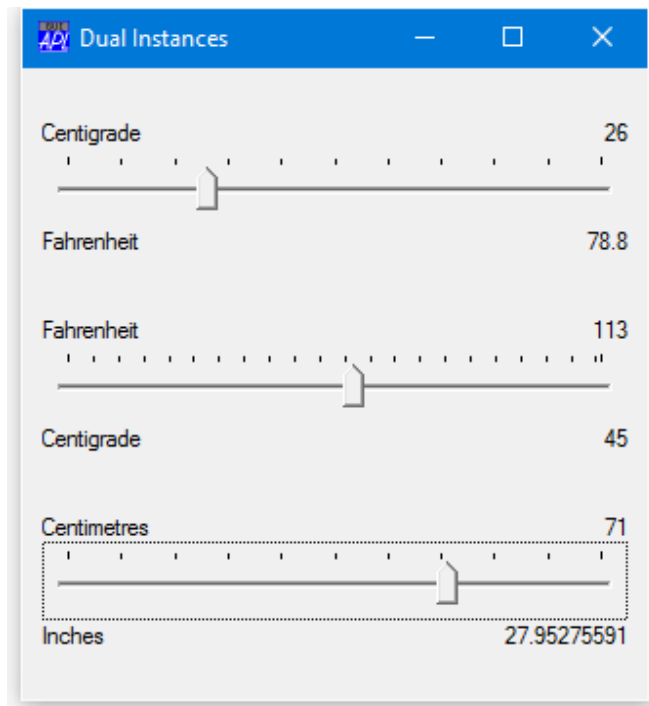 Dual Instances
Centigrade 26
Fahrenheit 78.8
Fahrenheit 113
Centigrade 45
Centimetres 71
Inches 27.95275591